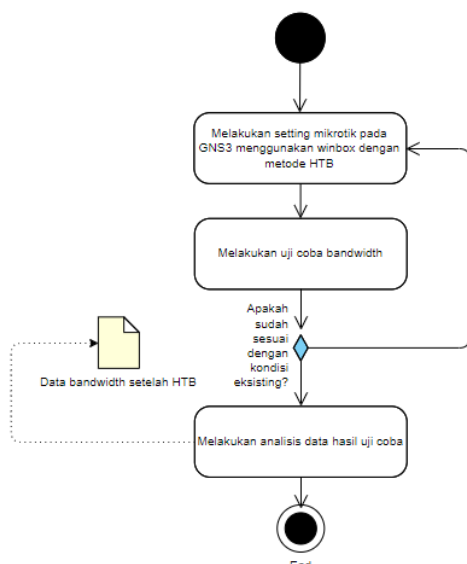 Melakukan setting mikrotik pada
GNS3 menggunakan winbox dengan
metode HTB
Melakukan uji coba bandwidth
Apakah
sudah
sesuai
dengan
kondisi
eksisting?
Data bandwidth setelah HTB
Melakukan analisis data hasil uji coba